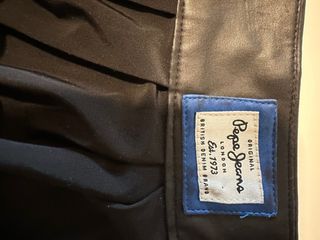 ORIGINAL
Pepe Jeans
LONDON
Est. 1973
BRITISH DENIM BRAND